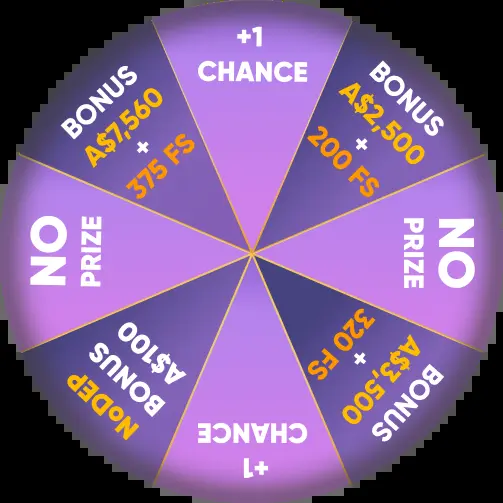 +1
CHANCE
BONUS
A$2,500
+
200 FS
NO
PRIZE
BONUS
A$3,500
+
320 FS
+1
CHANCE
NoDEP
BONUS
A$100
NO
PRIZE
BONUS
A$7,560
+
375 FS